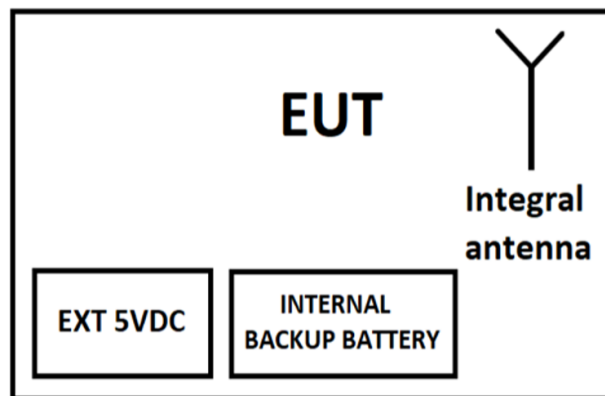 EUT
Integral
antenna
EXT 5VDC
INTERNAL
BACKUP BATTERY